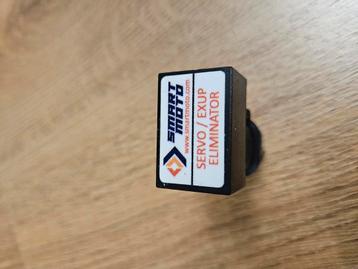 SMART
MOTO
www.smartmoto.com
SERVO / EXUP
ELIMINATOR